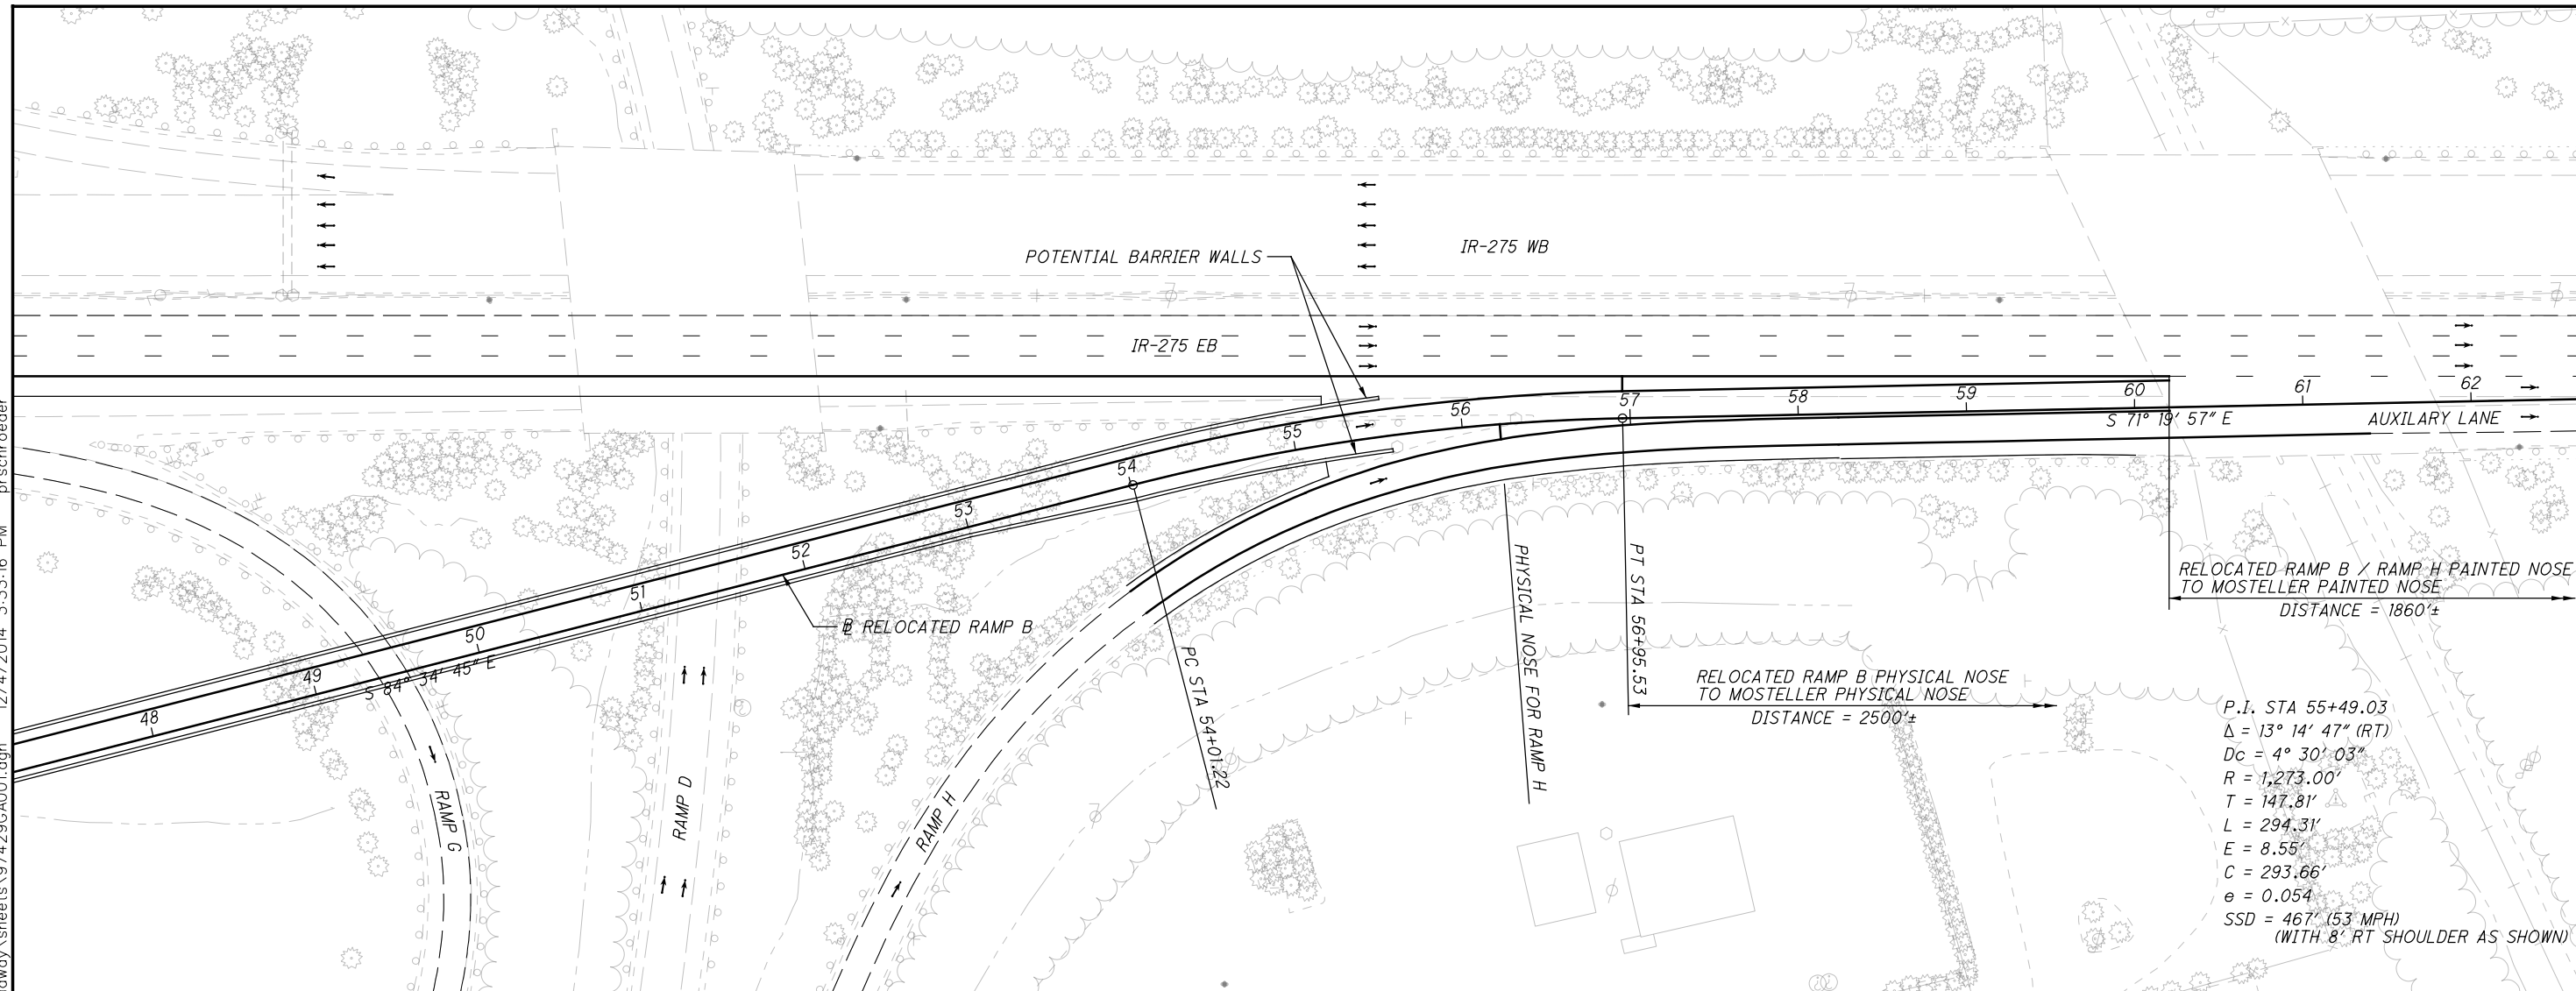 POTENTIAL BARRIER WALLS
IR-275 WB
IR-275 EB
48
49
50
51
52
53
54
55
56
57
58
59
60
61
62
S 84° 34' 45" E
S 71° 19' 57" E
AUXILARY LANE
RELOCATED RAMP B
PC STA 54+01.22
PHYSICAL NOSE FOR RAMP H
PT STA 56+95.53
RAMP G
RAMP D
RAMP H
RELOCATED RAMP B PHYSICAL NOSE
TO MOSTELLER PHYSICAL NOSE
DISTANCE = 2500'±
RELOCATED RAMP B / RAMP H PAINTED NOSE
TO MOSTELLER PAINTED NOSE
DISTANCE = 1860'±
P.I. STA 55+49.03
Δ = 13° 14' 47" (RT)
Dc = 4° 30' 03"
R = 1,273.00'
T = 147.81'
L = 294.31'
E = 8.55'
C = 293.66'
e = 0.054
SSD = 467' (53 MPH)
(WITH 8' RT SHOULDER AS SHOWN)
prschroeder